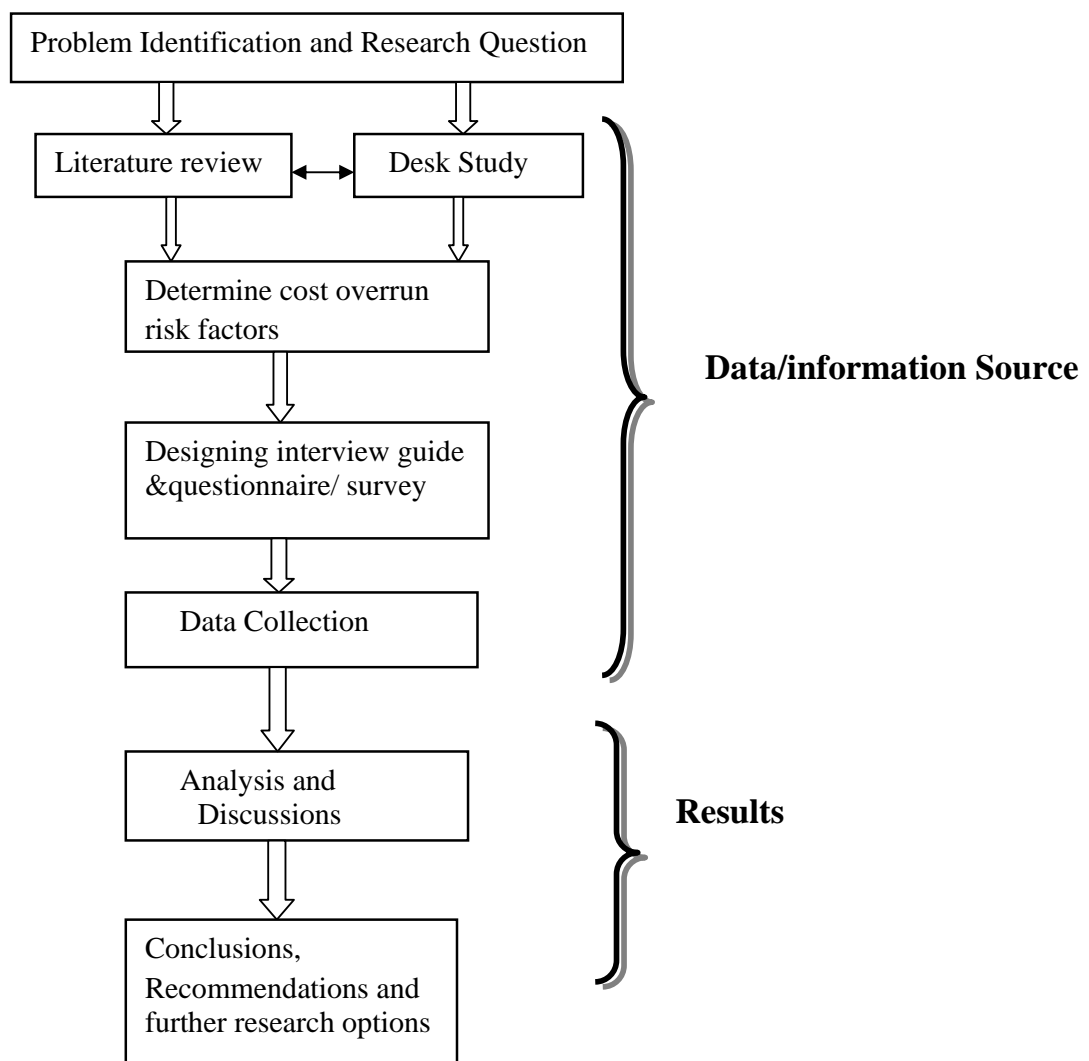 Problem Identification and Research Question
Literature review
Desk Study
Determine cost overrun
risk factors
Data/information Source
Designing interview guide
&questionnaire/ survey
Data Collection
Analysis and
Discussions
Results
Conclusions,
Recommendations and
further research options